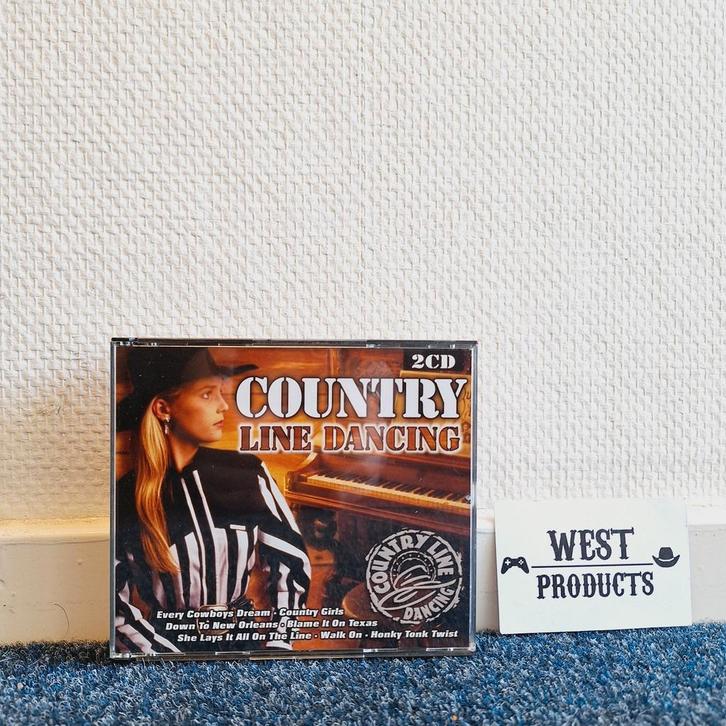 2CD
COUNTRY
LINE DANCING
COUNTRY LINE
DANCING
Every Cowboys Dream · Country Girls
Down To New Orleans · Blame It On Texas
She Lays It All On The Line · Walk On · Honky Tonk Twist
WEST
PRODUCTS